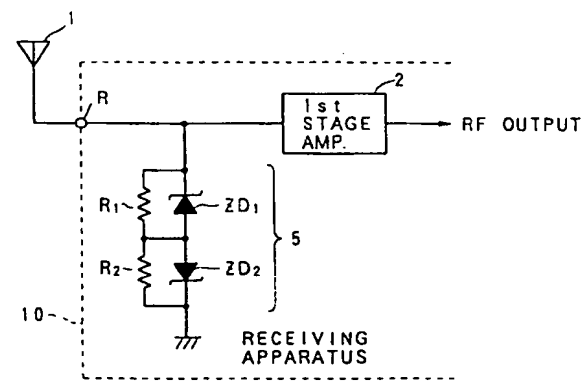 1
R
2
1st
STAGE
AMP.
RF OUTPUT
R1
ZD1
5
R2
ZD2
10
RECEIVING
APPARATUS